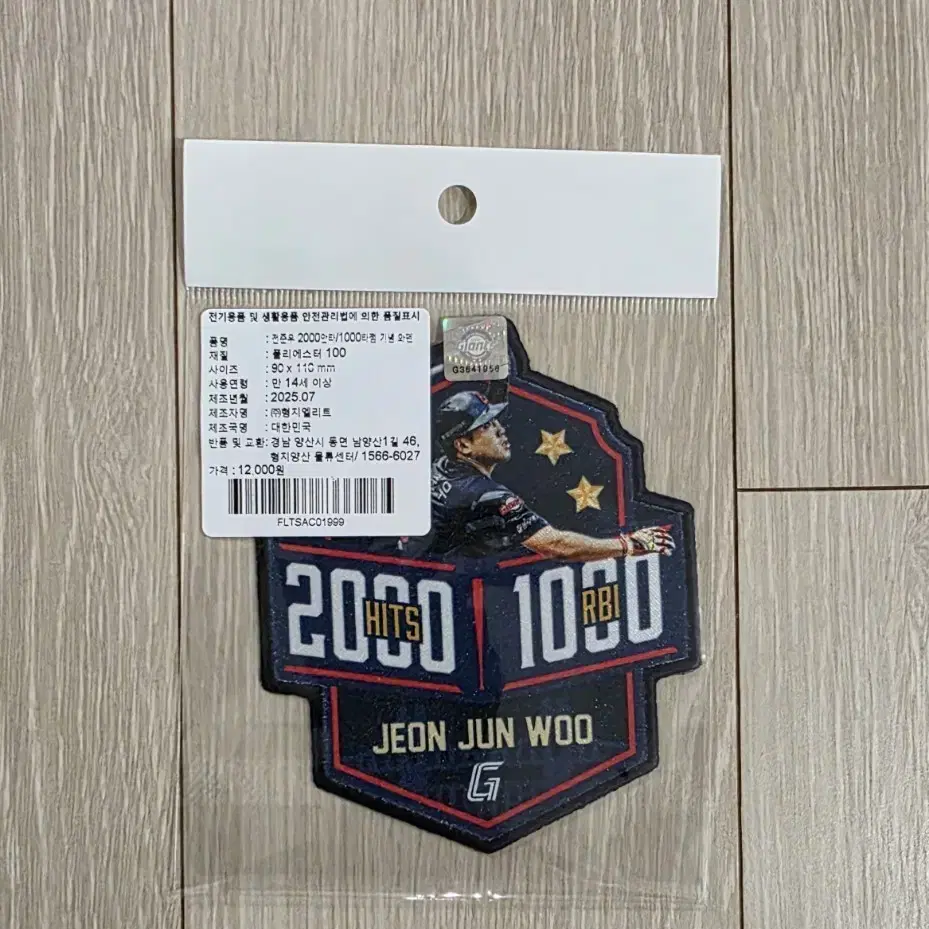 전기용품 및 생활용품 안전관리법에 의한 품질표시
품명 : 전준우 2000안타/1000타점 기념 와펜
재질 : 폴리에스터 100
사이즈 : 90 x 110 mm
사용연령 : 만 14세 이상
제조년월 : 2025.07
제조자명 : ㈜형지엘리트
제조국명 : 대한민국
반품 및 교환: 경남 양산시 동면 남양산1길 46,
형지양산 물류센터/ 1566-6027
가격 : 12,000원
FLTSAC01999
G3641956
2000 HITS
1000 RBI
JEON JUN WOO
G